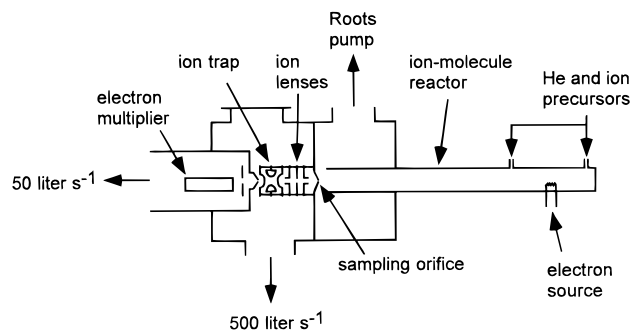 Roots
pump
ion trap
ion
lenses
ion-molecule
reactor
He and ion
precursors
electron
multiplier
50 liter s⁻¹
sampling orifice
electron
source
500 liter s⁻¹